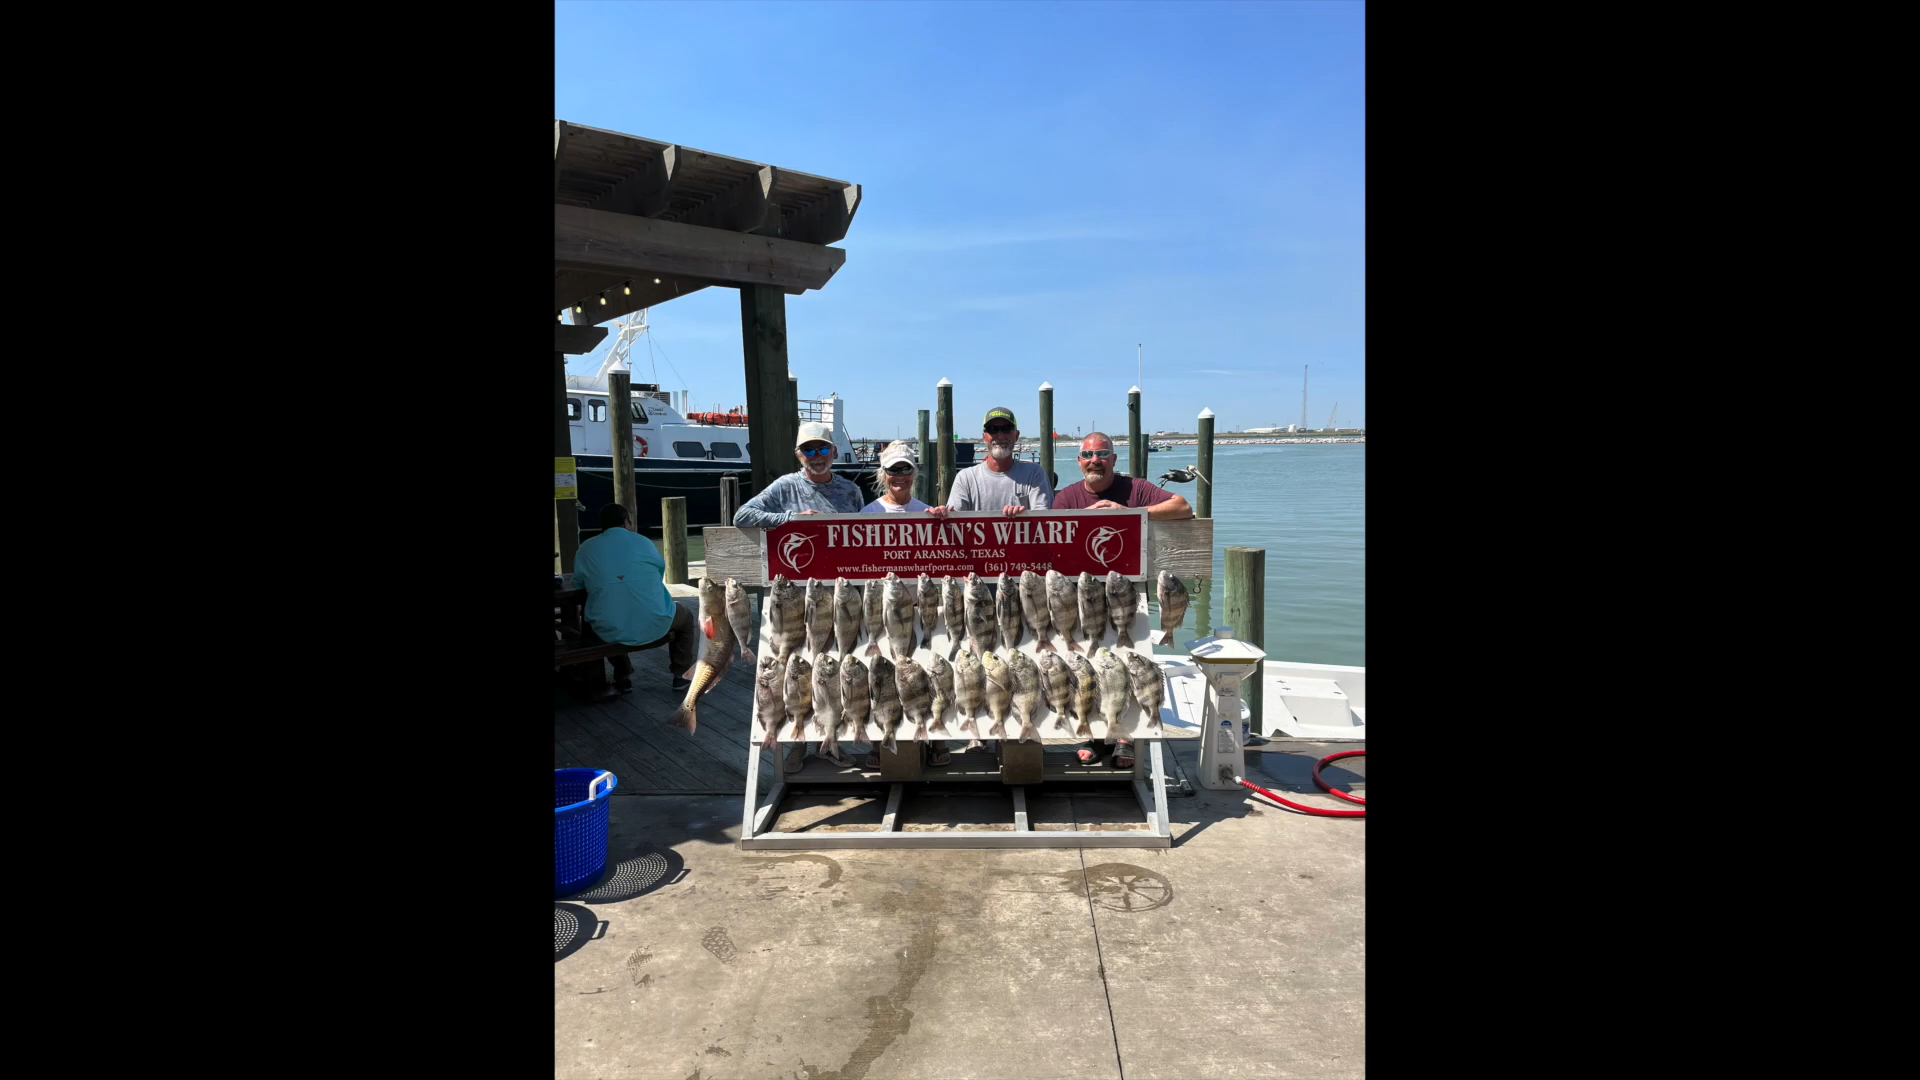 FISHERMAN'S WHARF
PORT ARANSAS, TEXAS
www.fishermanswharfporta.com (361) 749-5448